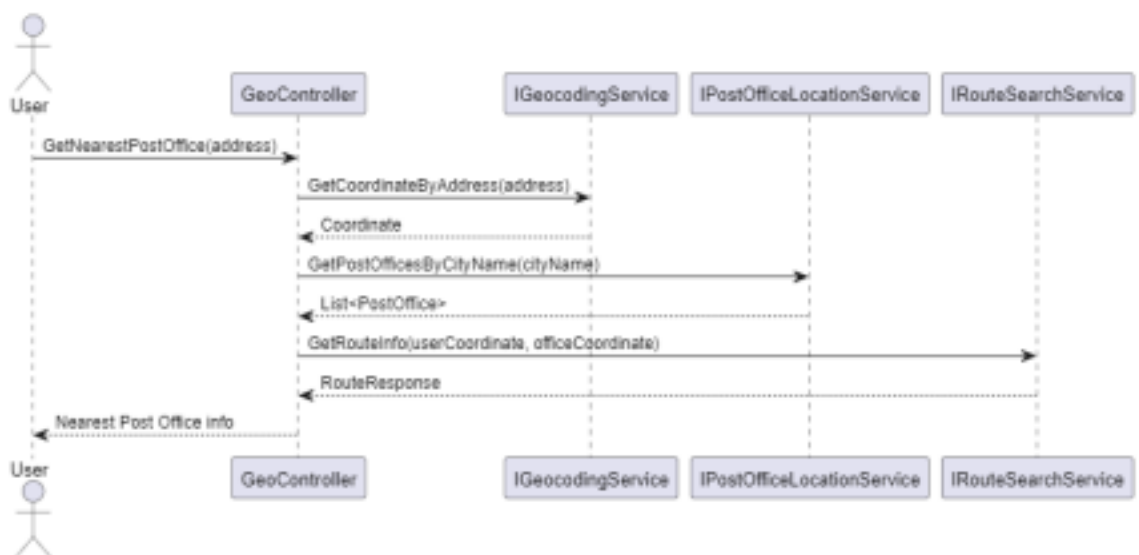 User
GeoController
IGeocodingService
IPostOfficeLocationService
IRouteSearchService
GetNearestPostOffice(address)
GetCoordinateByAddress(address)
Coordinate
GetPostOfficesByCityName(cityName)
List<PostOffice>
GetRouteInfo(userCoordinate, officeCoordinate)
RouteResponse
Nearest Post Office info
User
GeoController
IGeocodingService
IPostOfficeLocationService
IRouteSearchService